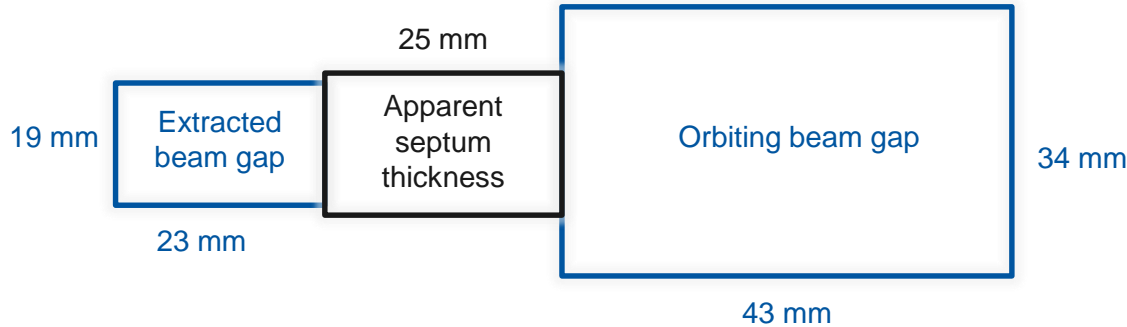 25 mm
19 mm
Extracted
beam gap
Apparent
septum
thickness
Orbiting beam gap
34 mm
23 mm
43 mm